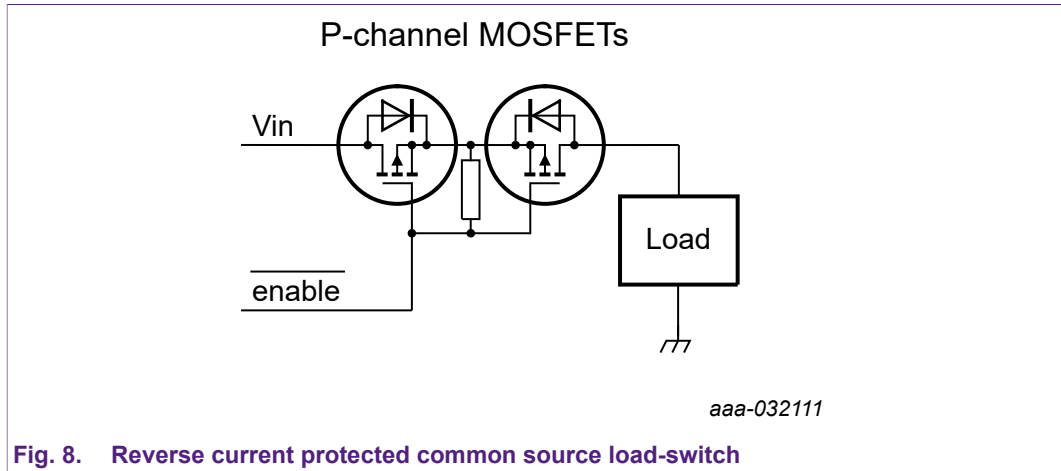 P-channel MOSFETs
Vin
enable
Load
aaa-032111
Fig. 8. Reverse current protected common source load-switch